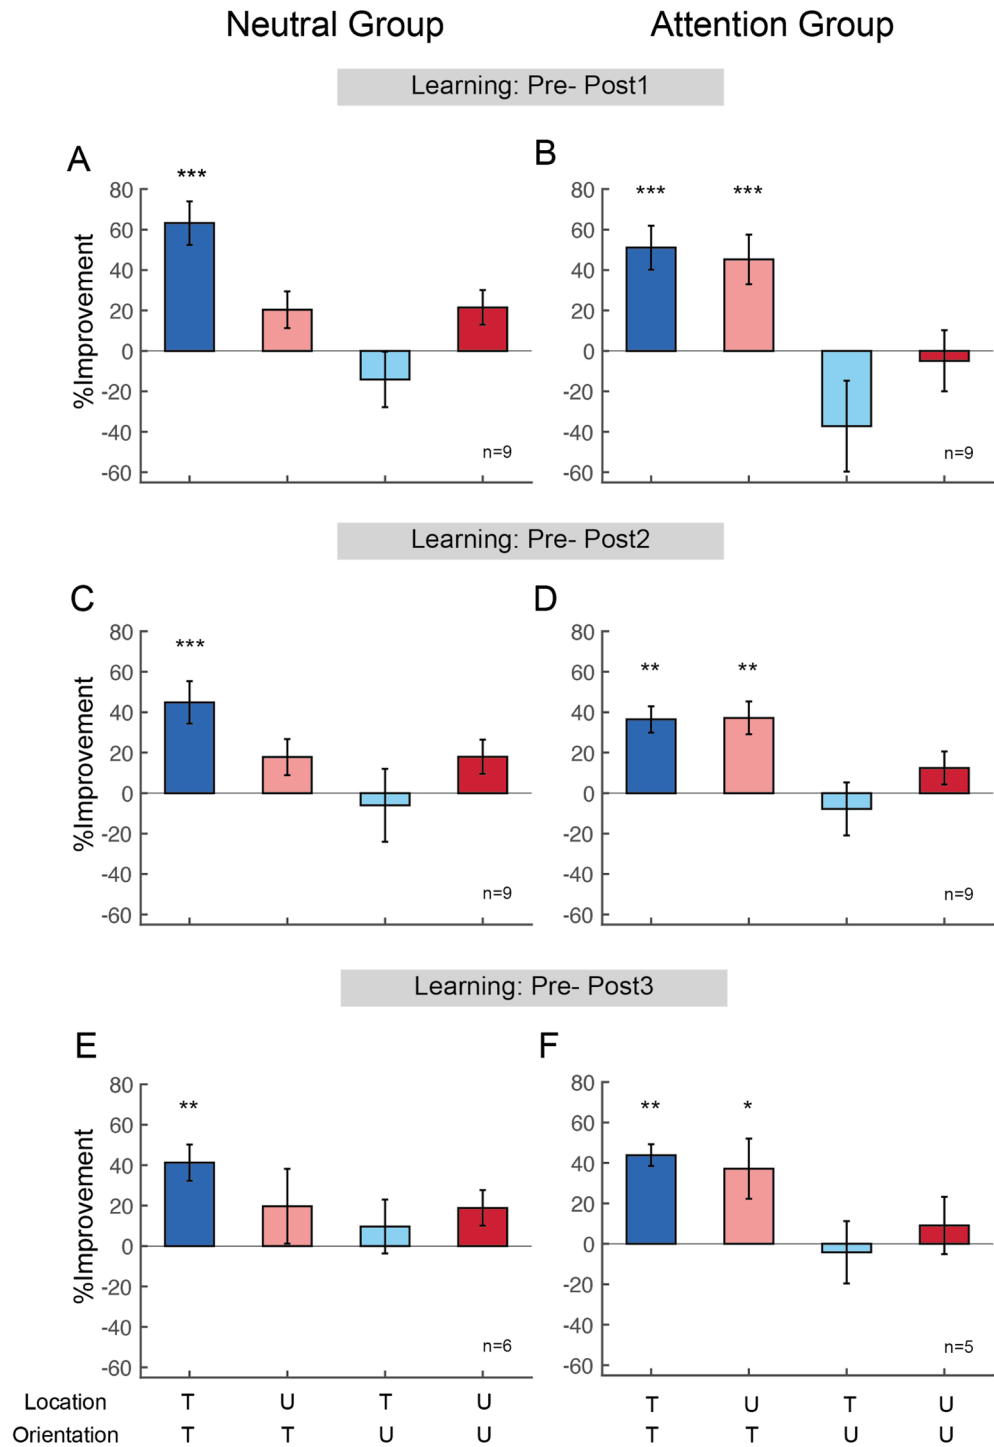 Neutral Group Attention Group
Learning: Pre- Post1
A B
*** *** ***
80 80
60 60
40 40
20 20
0 0
-20 -20
-40 -40
-60 -60
%Improvement
n=9 n=9
Learning: Pre- Post2
C D
*** ** **
80 80
60 60
40 40
20 20
0 0
-20 -20
-40 -40
-60 -60
%Improvement
n=9 n=9
Learning: Pre- Post3
E F
** ** *
80 80
60 60
40 40
20 20
0 0
-20 -20
-40 -40
-60 -60
%Improvement
n=6 n=5
Location T U T U T U T U
Orientation T T U U T T U U